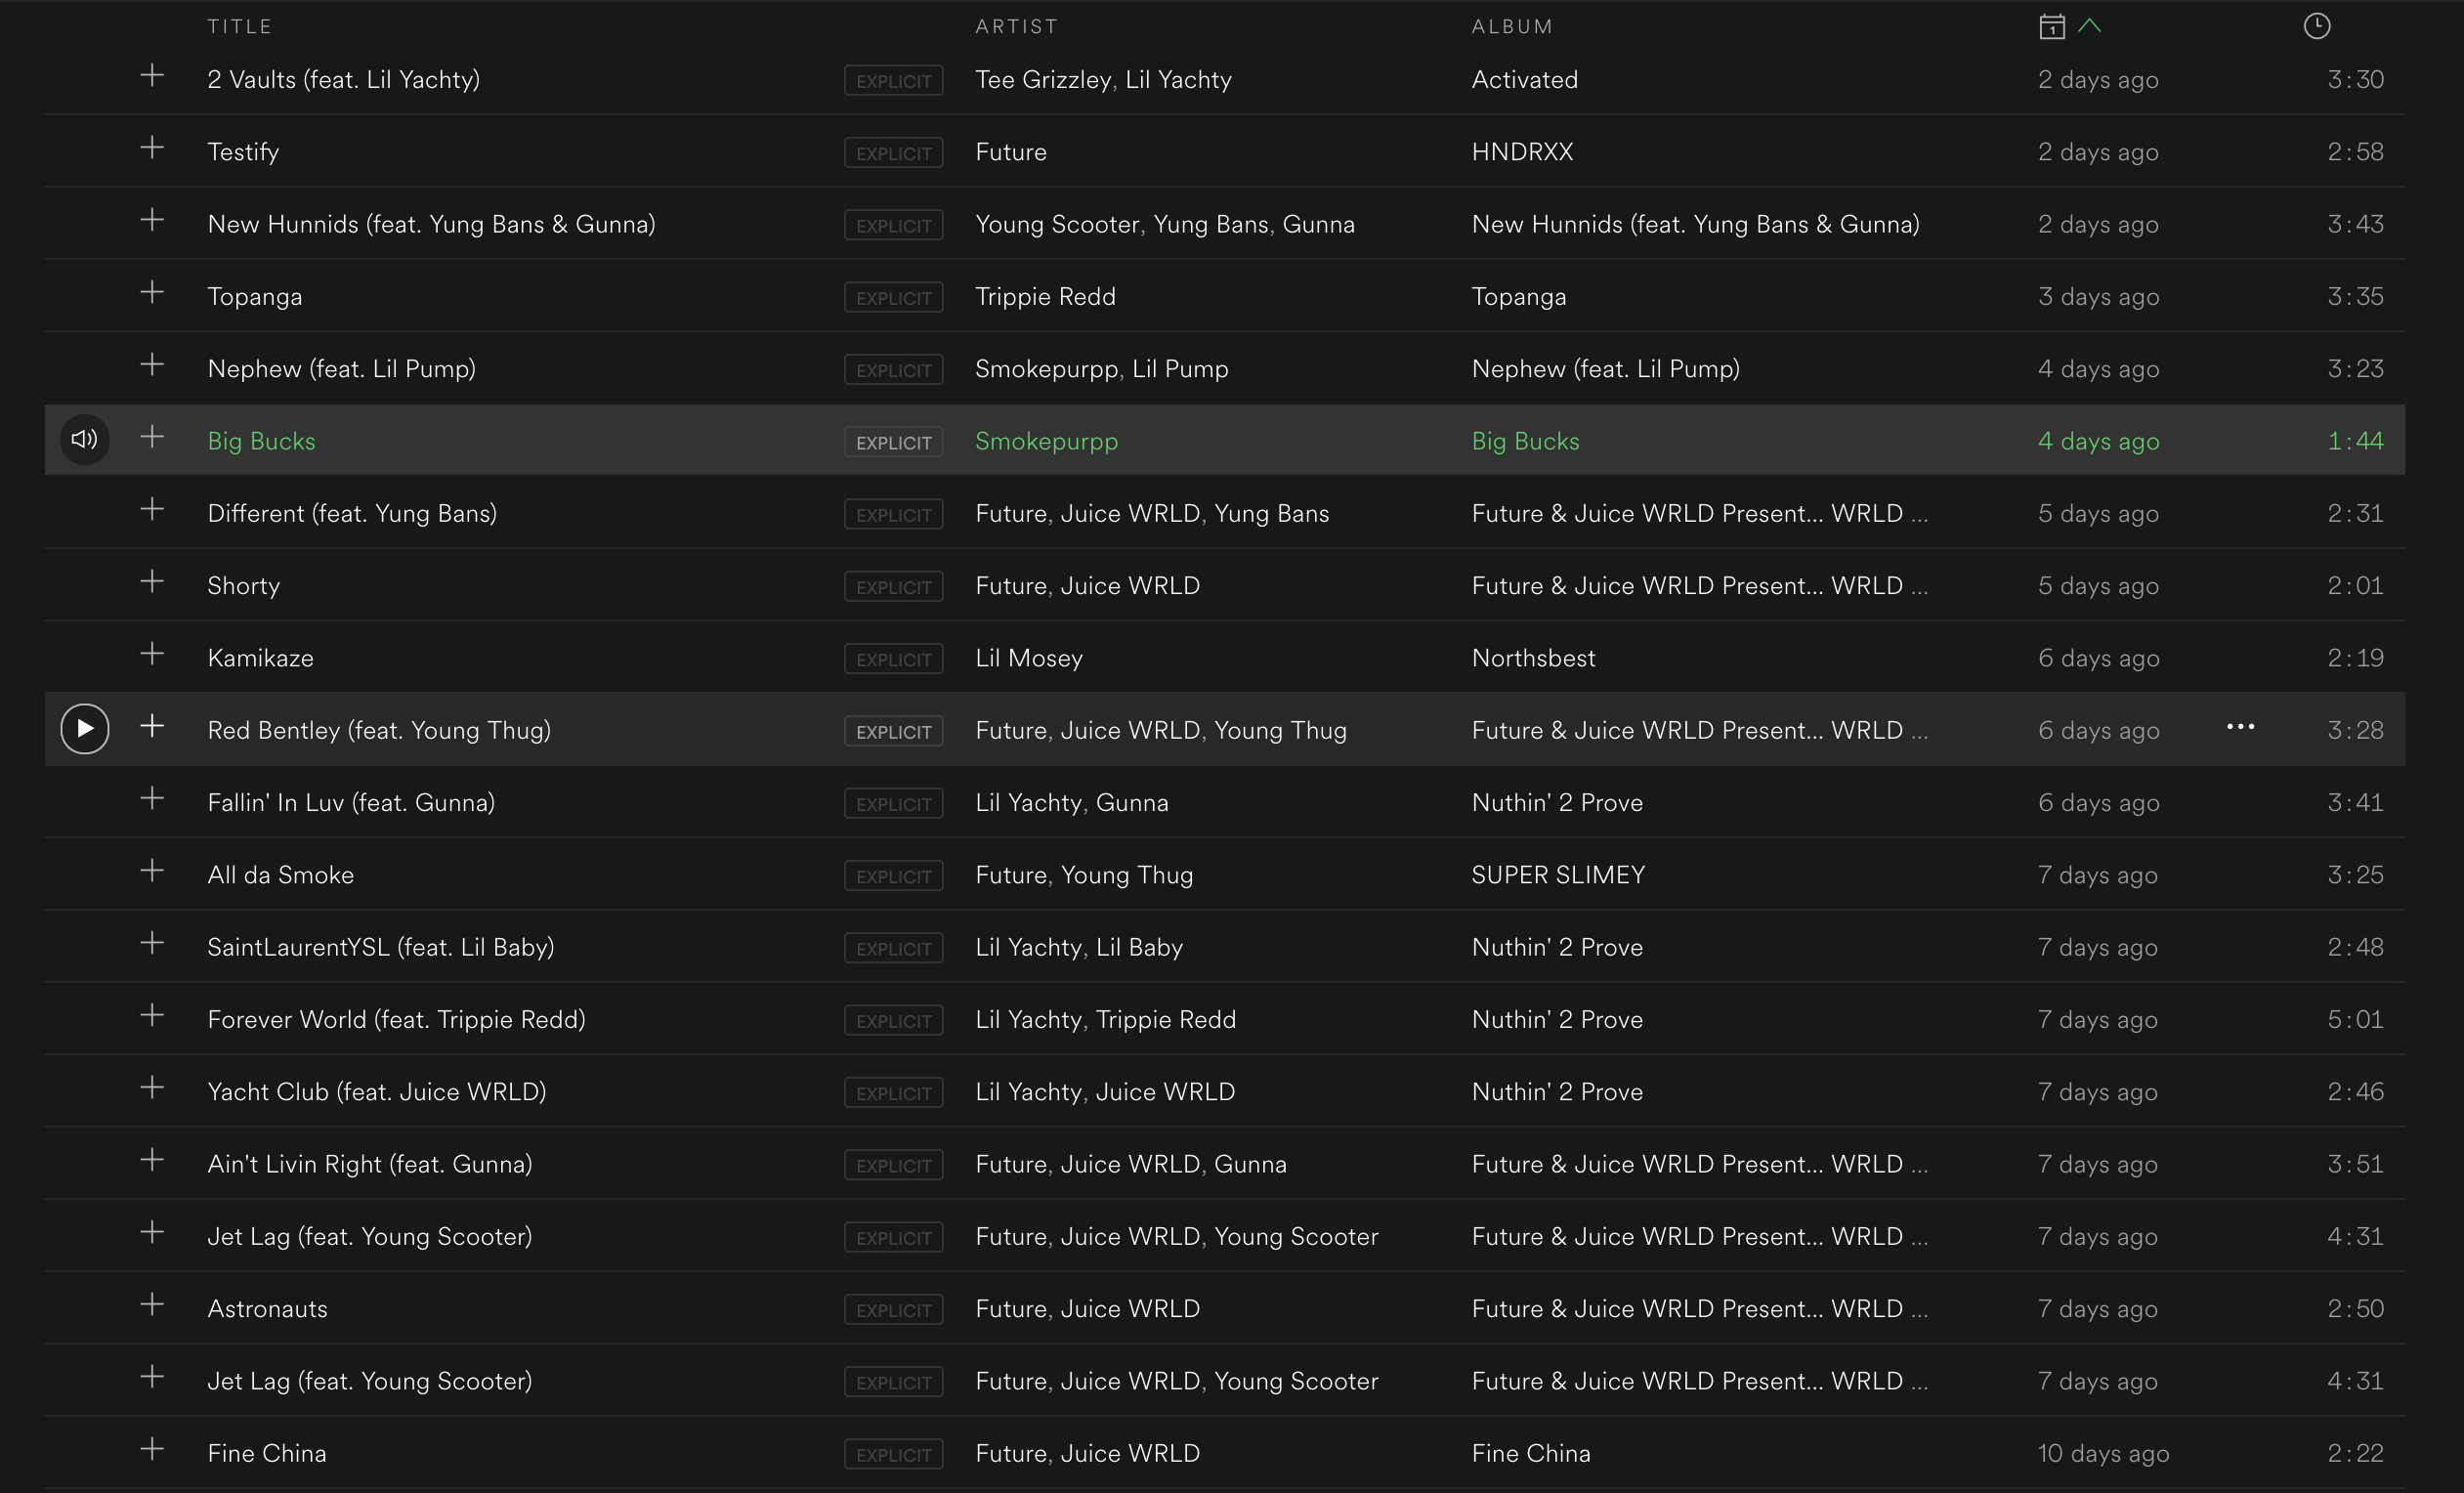 TITLE ARTIST ALBUM 1
2 Vaults (feat. Lil Yachty) EXPLICIT Tee Grizzley, Lil Yachty Activated 2 days ago 3:30
Testify EXPLICIT Future HNDRXX 2 days ago 2:58
New Hunnids (feat. Yung Bans & Gunna) EXPLICIT Young Scooter, Yung Bans, Gunna New Hunnids (feat. Yung Bans & Gunna) 2 days ago 3:43
Topanga EXPLICIT Trippie Redd Topanga 3 days ago 3:35
Nephew (feat. Lil Pump) EXPLICIT Smokepurpp, Lil Pump Nephew (feat. Lil Pump) 4 days ago 3:23
Big Bucks EXPLICIT Smokepurpp Big Bucks 4 days ago 1:44
Different (feat. Yung Bans) EXPLICIT Future, Juice WRLD, Yung Bans Future & Juice WRLD Present... WRLD ... 5 days ago 2:31
Shorty EXPLICIT Future, Juice WRLD Future & Juice WRLD Present... WRLD ... 5 days ago 2:01
Kamikaze EXPLICIT Lil Mosey Northsbest 6 days ago 2:19
Red Bentley (feat. Young Thug) EXPLICIT Future, Juice WRLD, Young Thug Future & Juice WRLD Present... WRLD ... 6 days ago 3:28
Fallin' In Luv (feat. Gunna) EXPLICIT Lil Yachty, Gunna Nuthin' 2 Prove 6 days ago 3:41
All da Smoke EXPLICIT Future, Young Thug SUPER SLIMEY 7 days ago 3:25
SaintLaurentYSL (feat. Lil Baby) EXPLICIT Lil Yachty, Lil Baby Nuthin' 2 Prove 7 days ago 2:48
Forever World (feat. Trippie Redd) EXPLICIT Lil Yachty, Trippie Redd Nuthin' 2 Prove 7 days ago 5:01
Yacht Club (feat. Juice WRLD) EXPLICIT Lil Yachty, Juice WRLD Nuthin' 2 Prove 7 days ago 2:46
Ain't Livin Right (feat. Gunna) EXPLICIT Future, Juice WRLD, Gunna Future & Juice WRLD Present... WRLD ... 7 days ago 3:51
Jet Lag (feat. Young Scooter) EXPLICIT Future, Juice WRLD, Young Scooter Future & Juice WRLD Present... WRLD ... 7 days ago 4:31
Astronauts EXPLICIT Future, Juice WRLD Future & Juice WRLD Present... WRLD ... 7 days ago 2:50
Jet Lag (feat. Young Scooter) EXPLICIT Future, Juice WRLD, Young Scooter Future & Juice WRLD Present... WRLD ... 7 days ago 4:31
Fine China EXPLICIT Future, Juice WRLD Fine China 10 days ago 2:22